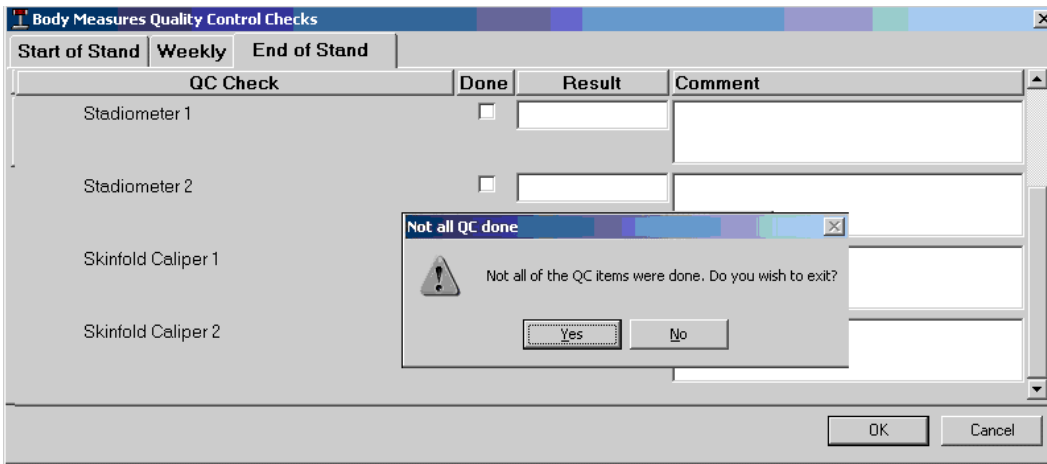 Body Measures Quality Control Checks
Start of Stand Weekly End of Stand
QC Check Done Result Comment
Stadiometer 1
Stadiometer 2
Not all QC done
Skinfold Caliper 1
Not all of the QC items were done. Do you wish to exit?
Skinfold Caliper 2
Yes No
OK Cancel